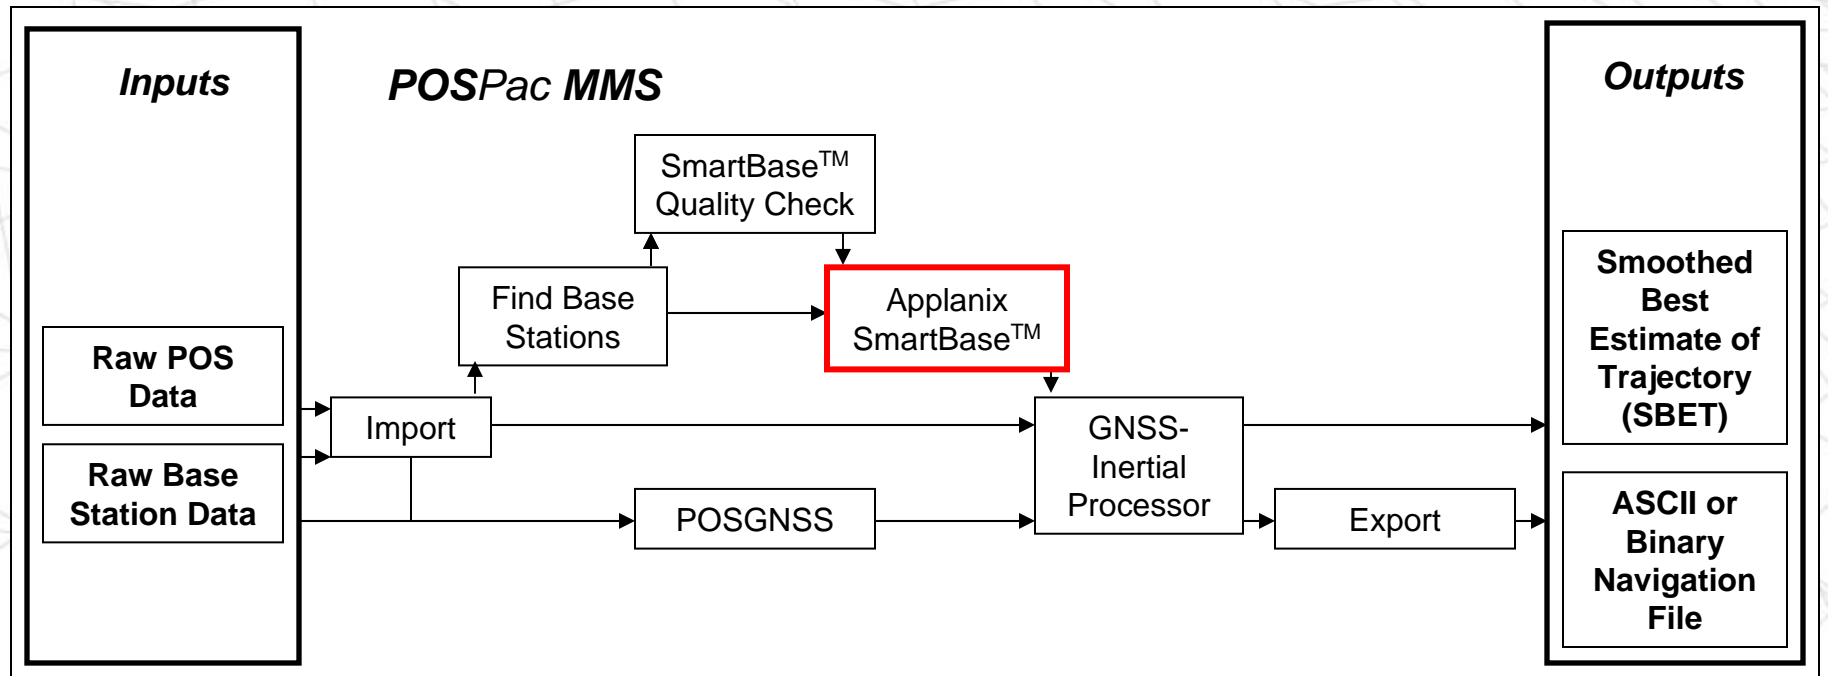 Inputs
POSPac MMS
Outputs
SmartBase™
Quality Check
Find Base
Stations
Applanix
SmartBase™
Raw POS
Data
Import
Raw Base
Station Data
POSGNSS
GNSS-
Inertial
Processor
Export
Smoothed
Best
Estimate of
Trajectory
(SBET)
ASCII or
Binary
Navigation
File